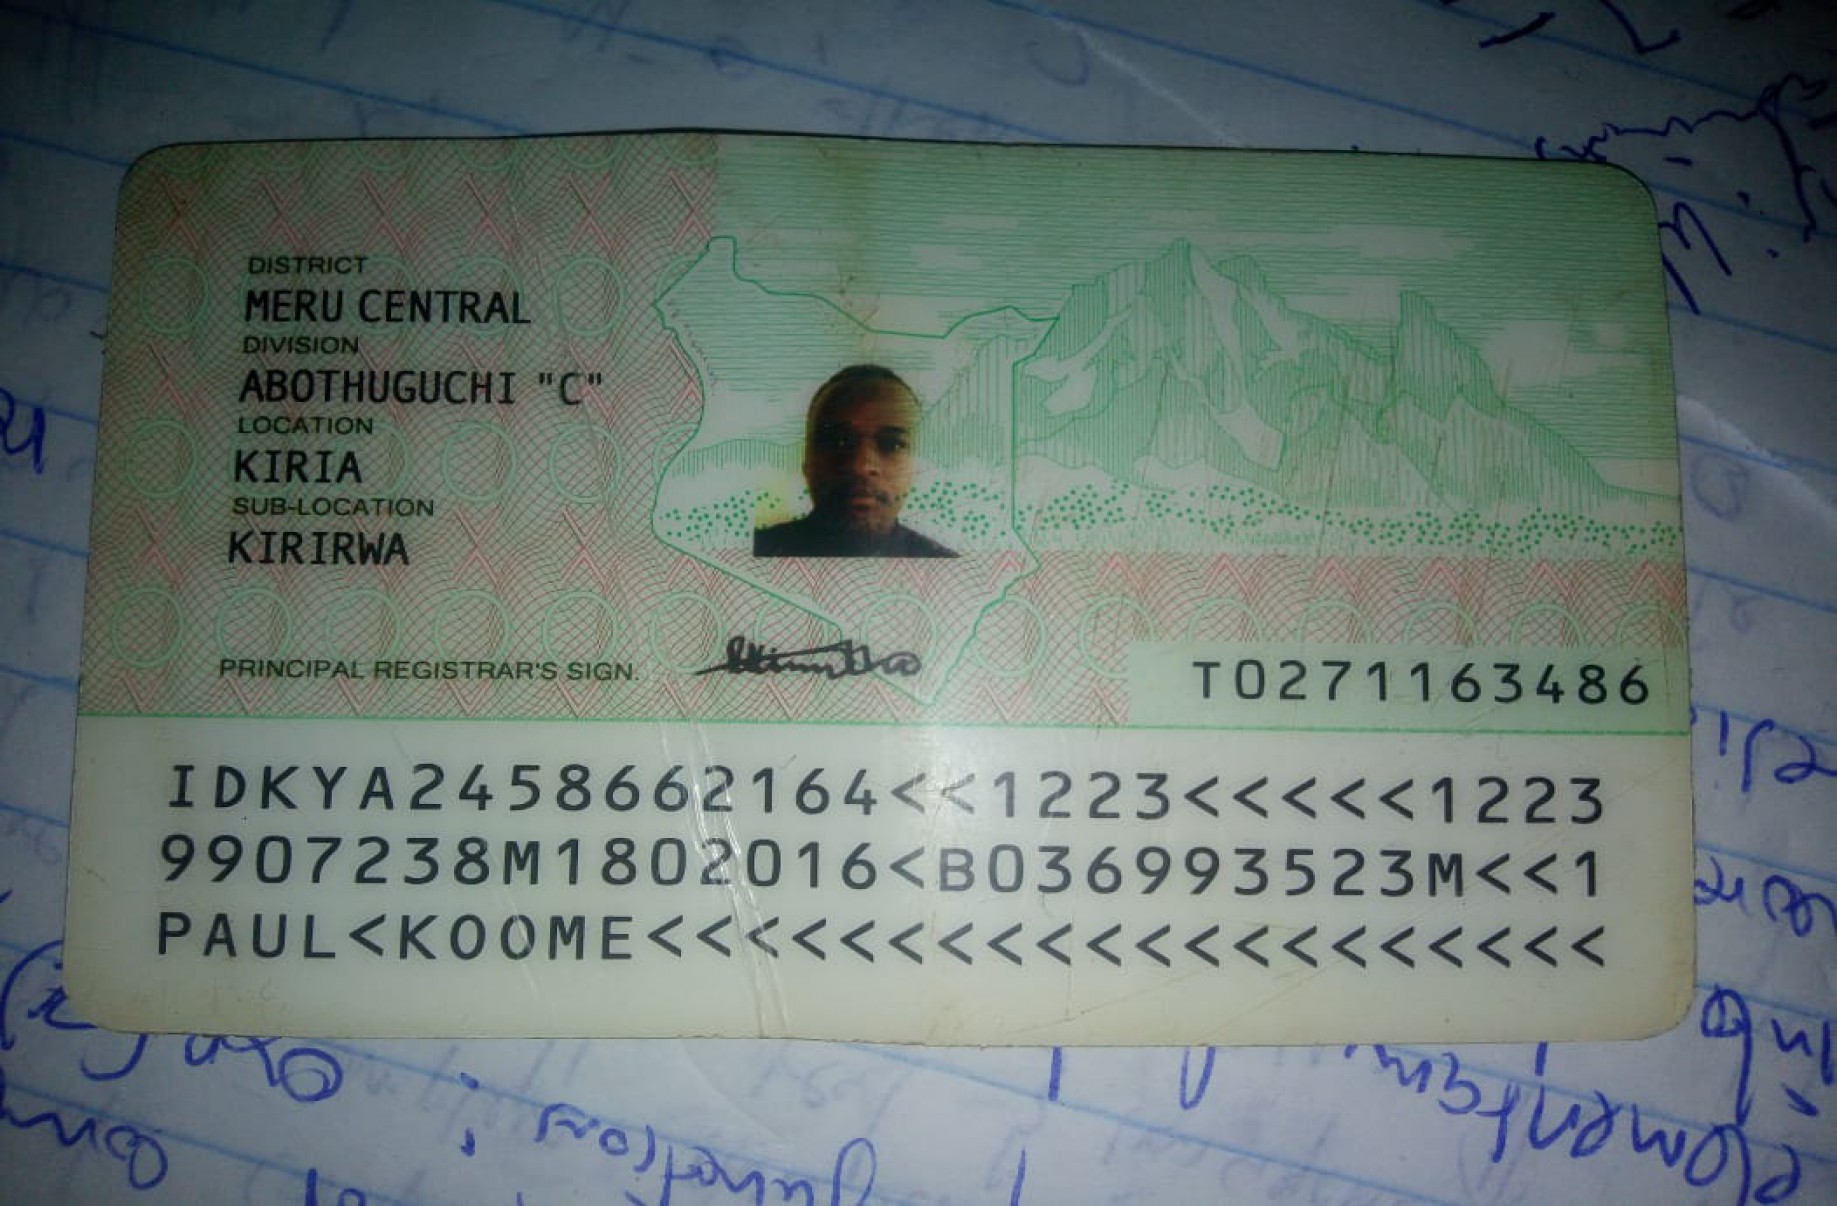 DISTRICT
MERU CENTRAL
DIVISION
ABOTHUGUCHI "C"
LOCATION
KIRIA
SUB-LOCATION
KIRIRWA
PRINCIPAL REGISTRAR'S SIGN.
T0271163486
IDKYA2458662164<<1223<<<<<1223
9907238M1802016<B036993523M<<1
PAUL<KOOME<<<<<<<<<<<<<<<<<<<<